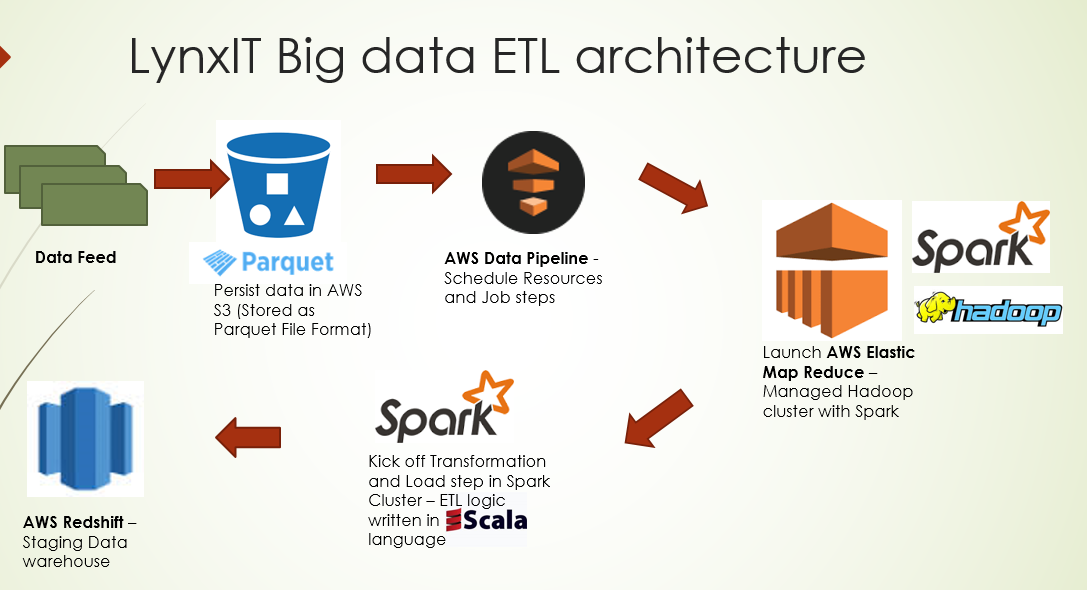 LynxIT Big data ETL architecture
Data Feed
Parquet
Persist data in AWS
S3 (Stored as
Parquet File Format)
AWS Data Pipeline -
Schedule Resources
and Job steps
Spark
hadoop
Launch AWS Elastic
Map Reduce –
Managed Hadoop
cluster with Spark
Spark
Kick off Transformation
and Load step in Spark
Cluster – ETL logic
written in Scala
language
AWS Redshift –
Staging Data
warehouse